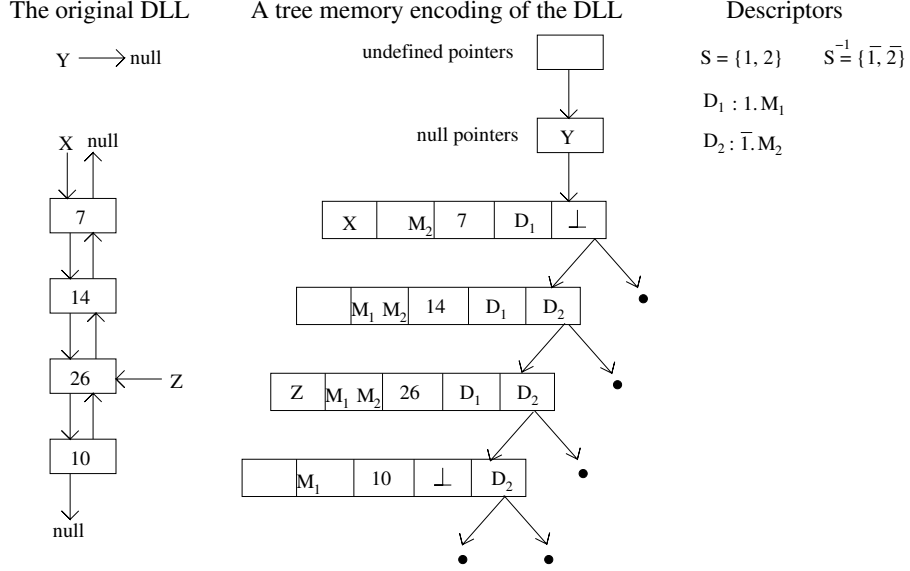 The original DLL
A tree memory encoding of the DLL
Descriptors
Y null
undefined pointers
S = {1, 2} S⁻¹= {1̅, 2̅}
D₁ : 1.M₁
null pointers Y
D₂ : 1̅.M₂
X null
7
X M₂ 7 D₁ ⊥
14
M₁ M₂ 14 D₁ D₂
26 Z
Z M₁ M₂ 26 D₁ D₂
10
M₁ 10 ⊥ D₂
null